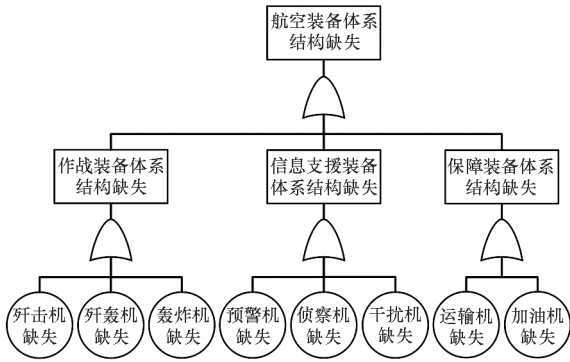 航空装备体系
结构缺失
作战装备体系
结构缺失
信息支援装备
体系结构缺失
保障装备体系
结构缺失
歼击机
缺失
歼轰机
缺失
轰炸机
缺失
预警机
缺失
侦察机
缺失
干扰机
缺失
运输机
缺失
加油机
缺失